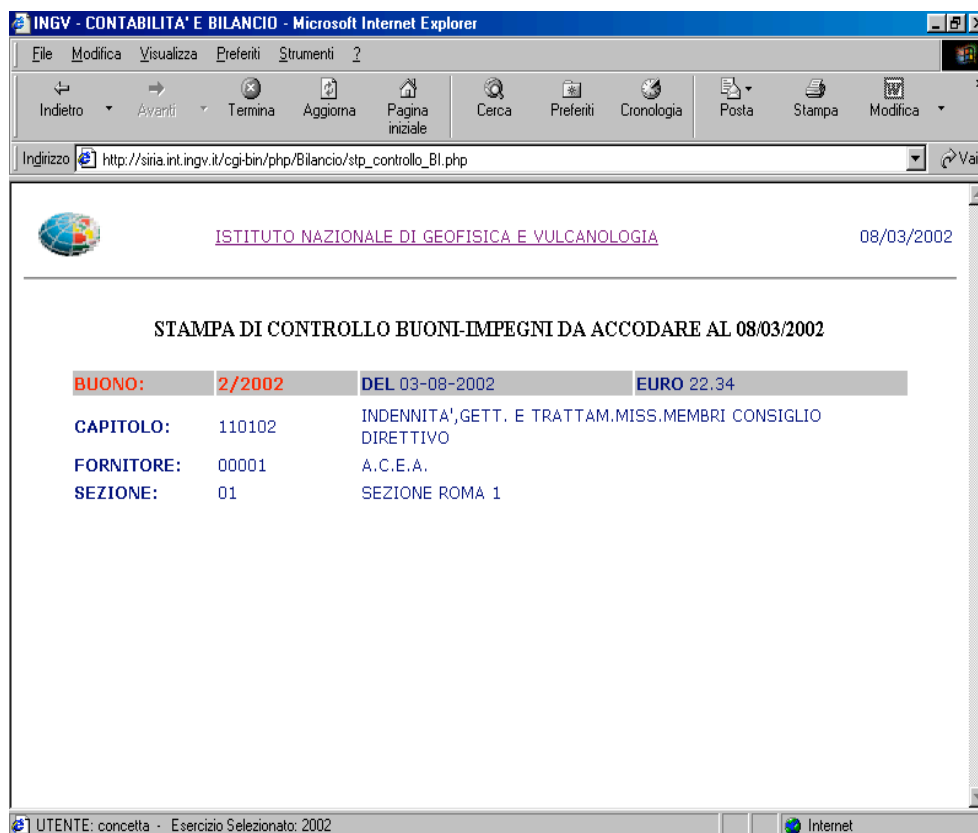 INGV - CONTABILITA' E BILANCIO - Microsoft Internet Explorer
File Modifica Visualizza Preferiti Strumenti ?
Indietro Avanti Termina Aggiorna Pagina iniziale Cerca Preferiti Cronologia Posta Stampa Modifica
Indirizzo http://siria.int.ingv.it/cgi-bin/php/Bilancio/stp_controllo_BI.php Vai
ISTITUTO NAZIONALE DI GEOFISICA E VULCANOLOGIA 08/03/2002
STAMPA DI CONTROLLO BUONI-IMPEGNI DA ACCODARE AL 08/03/2002
BUONO: 2/2002 DEL 03-08-2002 EURO 22.34
CAPITOLO: 110102 INDENNITA',GETT. E TRATTAM.MISS.MEMBRI CONSIGLIO
DIRETTIVO
FORNITORE: 00001 A.C.E.A.
SEZIONE: 01 SEZIONE ROMA 1
UTENTE: concetta - Esercizio Selezionato: 2002 Internet